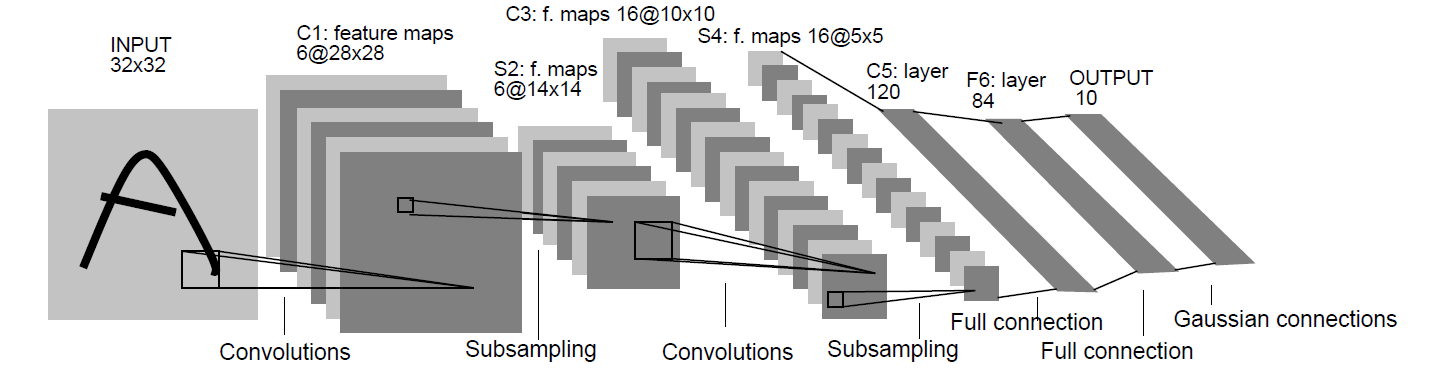 INPUT
32x32
C1: feature maps
6@28x28
S2: f. maps
6@14x14
C3: f. maps 16@10x10
S4: f. maps 16@5x5
C5: layer
120
F6: layer
84
OUTPUT
10
Convolutions
Subsampling
Convolutions
Subsampling
Full connection
Full connection
Gaussian connections
A